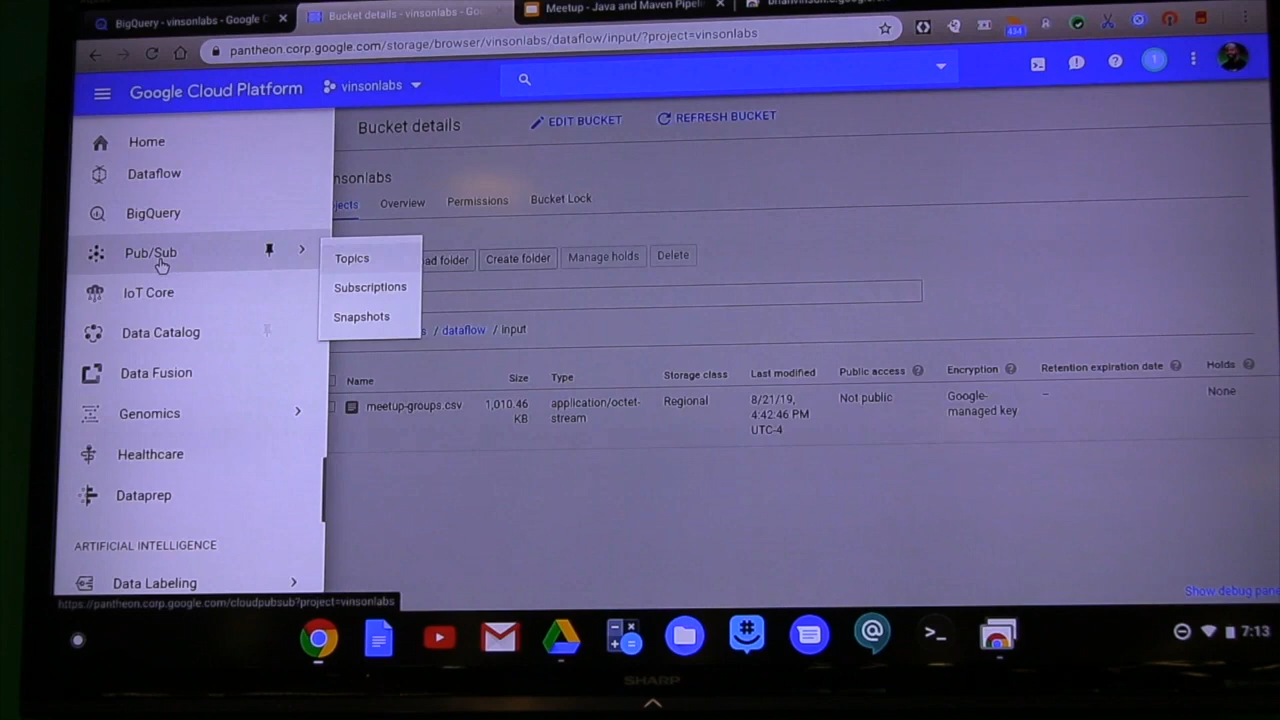 BigQuery - vinsonlabs - Google C
Bucket details - vinsonlabs - Goo
Meetup - Java and Maven Pipel
pantheon.corp.google.com/storage/browser/vinsonlabs/dataflow/input/?project=vinsonlabs
Google Cloud Platform
vinsonlabs
1
Bucket details
EDIT BUCKET
REFRESH BUCKET
Home
Dataflow
BigQuery
Pub/Sub
IoT Core
Data Catalog
Data Fusion
Genomics
Healthcare
Dataprep
ARTIFICIAL INTELLIGENCE
Data Labeling
Topics
Subscriptions
Snapshots
nsonlabs
jects Overview Permissions Bucket Lock
ad folder Create folder Manage holds Delete
s / dataflow / input
Name Size Type Storage class Last modified Public access Encryption Retention expiration date Holds
meetup-groups.csv 1,010.46 KB application/octet-stream Regional 8/21/19, 4:42:46 PM UTC-4 Not public Google-managed key – None
Show debug pane
https://pantheon.corp.google.com/cloudpubsub?project=vinsonlabs
7:13
SHARP